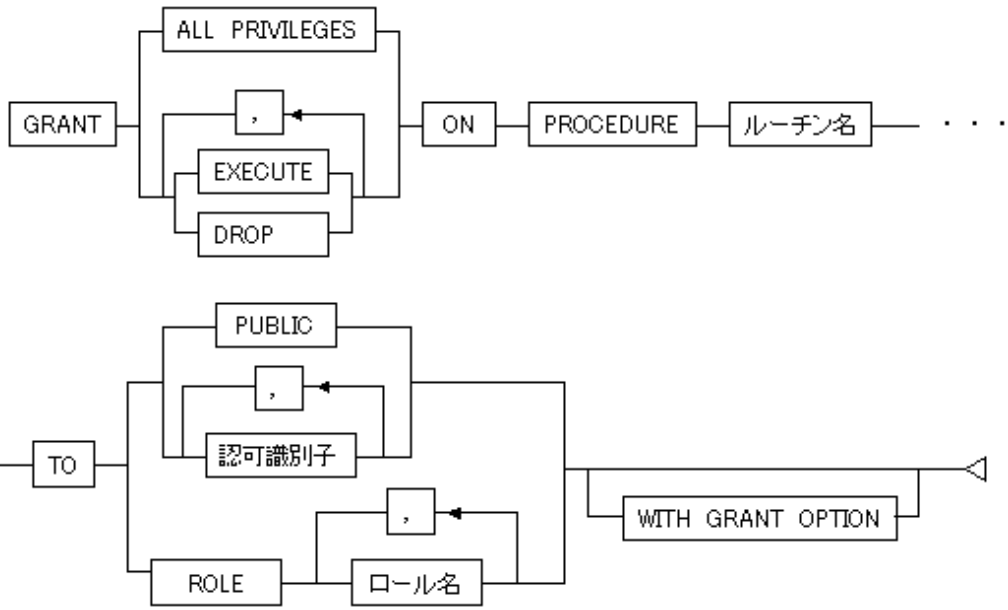 ALL PRIVILEGES
,
GRANT ON PROCEDURE ルーチン名 ・・・
EXECUTE
DROP
PUBLIC
,
TO 認可識別子
,
WITH GRANT OPTION
ROLE ロール名